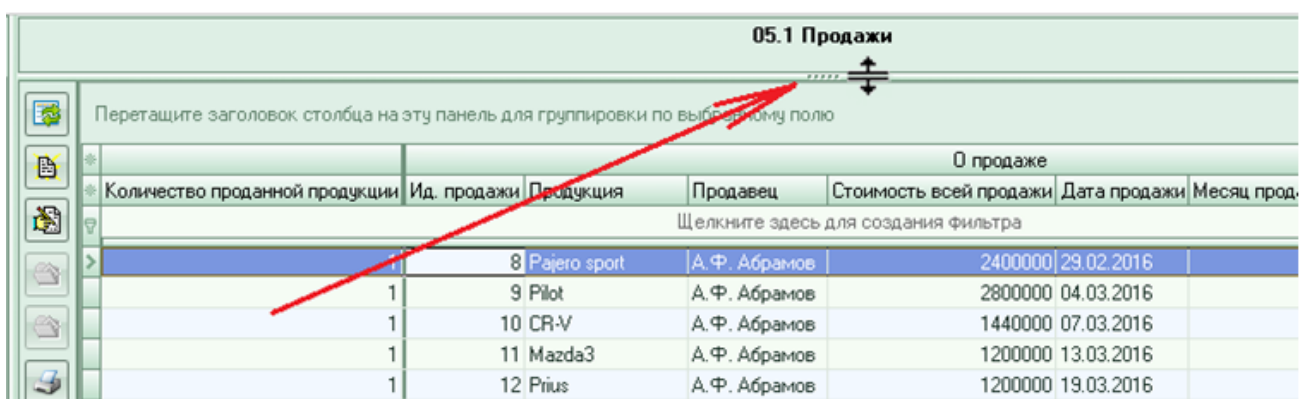 05.1 Продажи
Перетащите заголовок столбца на эту панель для группировки по выбранному полю
О продаже
Количество проданной продукции Ид. продажи Продукция Продавец Стоимость всей продажи Дата продажи Месяц прод
Щелкните здесь для создания фильтра
1 8 Pajero sport А.Ф. Абрамов 2400000 29.02.2016
1 9 Pilot А.Ф. Абрамов 2800000 04.03.2016
1 10 CR-V А.Ф. Абрамов 1440000 07.03.2016
1 11 Mazda3 А.Ф. Абрамов 1200000 13.03.2016
1 12 Prius А.Ф. Абрамов 1200000 19.03.2016